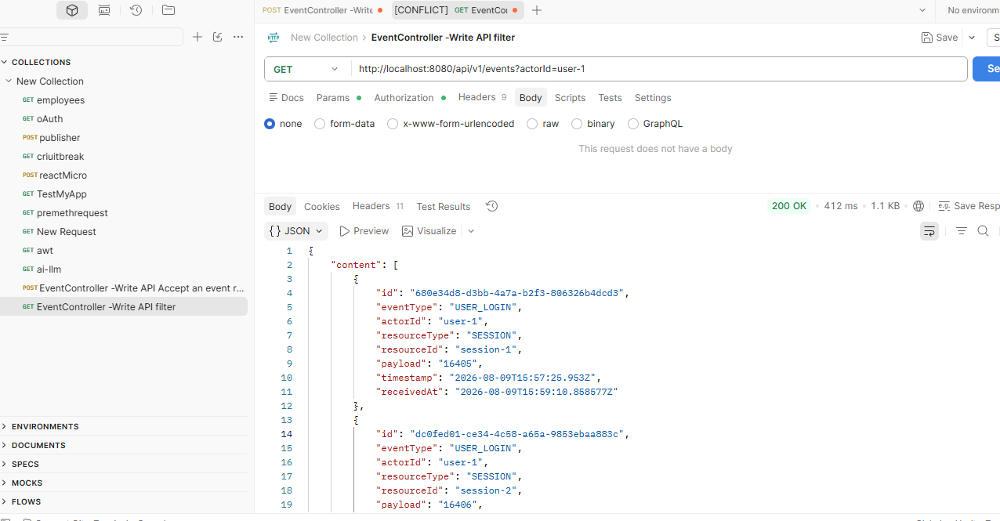 POST EventController -Write
[CONFLICT] GET EventCo
No environm
New Collection > EventController -Write API filter
Save
GET http://localhost:8080/api/v1/events?actorId=user-1
Se
Docs Params Authorization Headers 9 Body Scripts Tests Settings
none form-data x-www-form-urlencoded raw binary GraphQL
This request does not have a body
COLLECTIONS
New Collection
GET employees
GET oAuth
POST publisher
GET criuitbreak
POST reactMicro
GET TestMyApp
GET premethrequest
GET New Request
GET awt
GET ai-llm
POST EventController -Write API Accept an event r...
GET EventController -Write API filter
ENVIRONMENTS
DOCUMENTS
SPECS
MOCKS
FLOWS
Body Cookies Headers 11 Test Results
200 OK • 412 ms • 1.1 KB • e.g. Save Resp
{} JSON Preview Visualize
1 {
2 "content": [
3 {
4 "id": "680e34d8-d3bb-4a7a-b2f3-806326b4dcd3",
5 "eventType": "USER_LOGIN",
6 "actorId": "user-1",
7 "resourceType": "SESSION",
8 "resourceId": "session-1",
9 "payload": "16405",
10 "timestamp": "2026-08-09T15:57:25.953Z",
11 "receivedAt": "2026-08-09T15:59:10.858577Z"
12 },
13 {
14 "id": "dc0fed01-ce34-4c58-a65a-9853ebaa883c",
15 "eventType": "USER_LOGIN",
16 "actorId": "user-1",
17 "resourceType": "SESSION",
18 "resourceId": "session-2",
19 "payload": "16406",